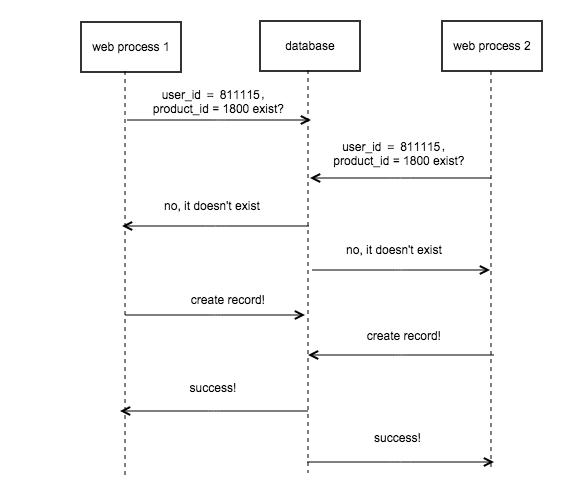 web process 1
database
web process 2
user_id = 811115,
product_id = 1800 exist?
user_id = 811115,
product_id = 1800 exist?
no, it doesn't exist
no, it doesn't exist
create record!
create record!
success!
success!